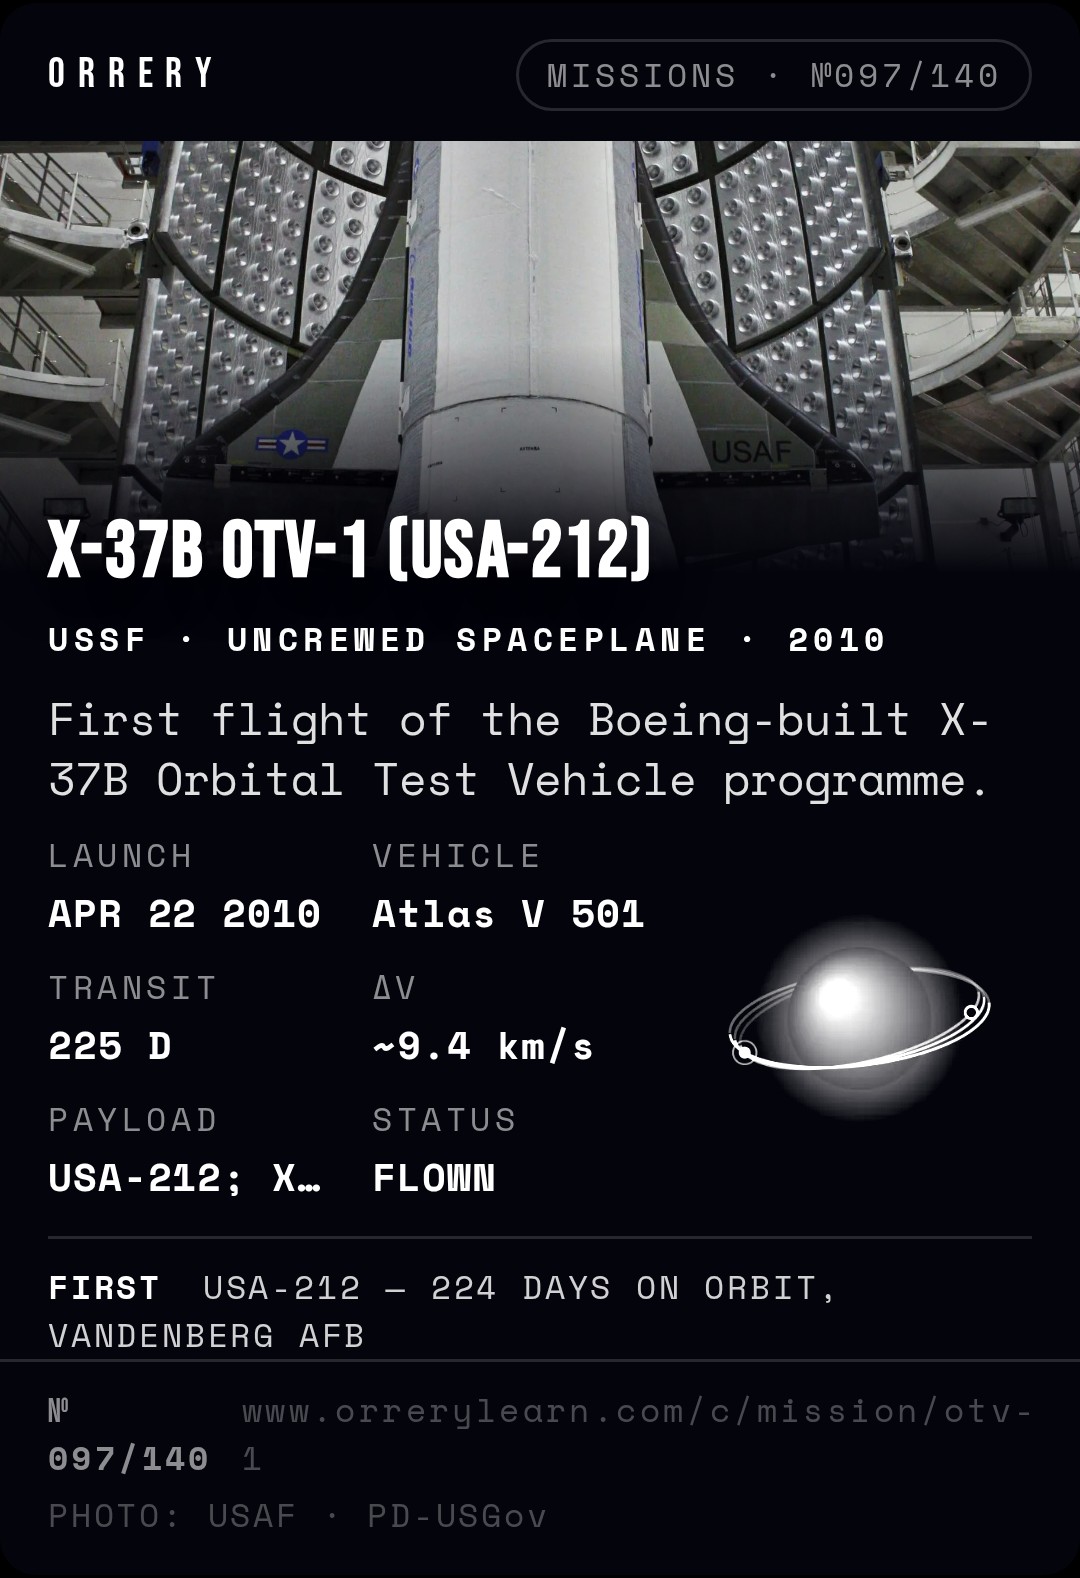 ORRERY
MISSIONS · №097/140
USAF
X-37B OTV-1 (USA-212)
USSF · UNCREWED SPACEPLANE · 2010
First flight of the Boeing-built X-
37B Orbital Test Vehicle programme.
LAUNCH VEHICLE
APR 22 2010 Atlas V 501
TRANSIT ΔV
225 D ~9.4 km/s
PAYLOAD STATUS
USA-212; X… FLOWN
FIRST USA-212 — 224 DAYS ON ORBIT,
VANDENBERG AFB
№ www.orrerylearn.com/c/mission/otv-
097/140 1
PHOTO: USAF · PD-USGov